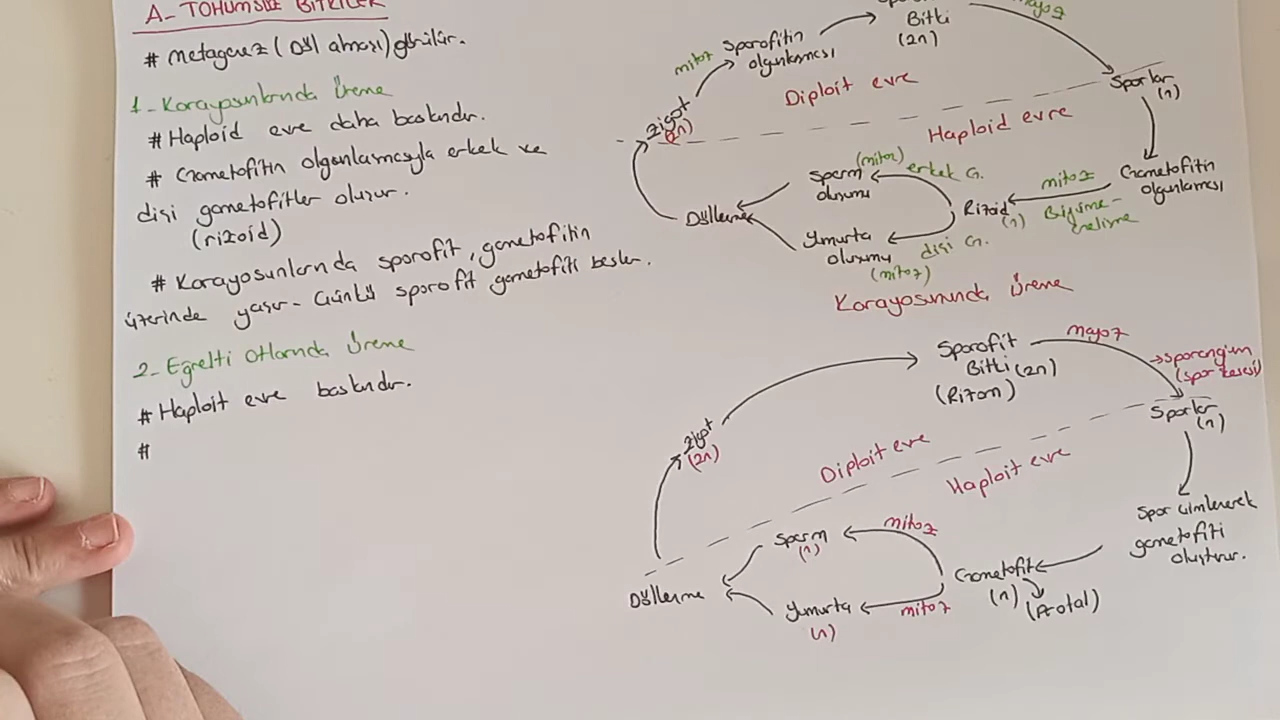 A- TOHUMSUZ BİTKİLER
# Metagenez (Döl alması) görülür.
1- Karayosunlarında Üreme
# Haploid evre daha baskındır.
# Gametofitin olgunlaşmasıyla erkek ve
dişi gametofitler oluşur.
(rizoid)
# Karayosunlarında sporofit, gametofitin
üzerinde yaşar- Çünkü sporofit gametofiti besler.
2- Eğrelti Otlarında Üreme
# Haploit evre baskındır.
#
Bitki
(2n)
mayoz
Sporofitin
olgunlaşması
mitoz
Zigot
(2n)
Diploit evre
Sporlar
(n)
Haploid evre
Gametofitin
olgunlaşması
mitoz
Büyüme-
gelişme
Rizoid
(n)
erkek G.
(mitoz)
Sperm
oluşumu
dişi G.
Yumurta
oluşumu
(mitoz)
Döllenme
Karayosununda Üreme
Sporofit
Bitki (2n)
(Rizom)
mayoz
→sporangium
(spor kesesi)
Sporlar
(n)
Zigot
(2n)
Diploit evre
Haploit evre
Spor çimlenerek
gametofiti
oluşturur.
Gametofit
(n)
(Protal)
mitoz
Sperm
(n)
mitoz
Yumurta
(n)
Döllenme